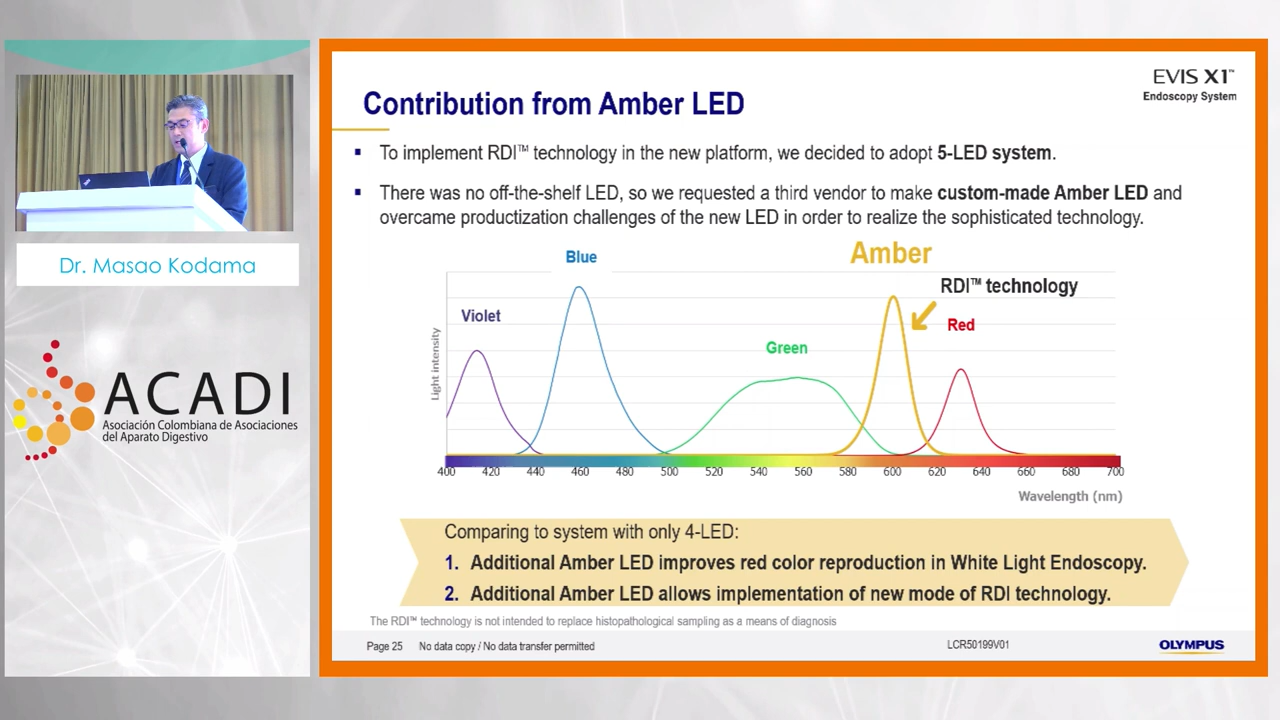 EVIS X1™
Endoscopy System
Contribution from Amber LED
▪ To implement RDI™ technology in the new platform, we decided to adopt 5-LED system.
▪ There was no off-the-shelf LED, so we requested a third vendor to make custom-made Amber LED and
overcame productization challenges of the new LED in order to realize the sophisticated technology.
Dr. Masao Kodama
ACADI
Asociación Colombiana de Asociaciones
del Aparato Digestivo
Blue
Amber
RDI™ technology
Violet
Red
Green
Light intensity
400 420 440 460 480 500 520 540 560 580 600 620 640 660 680 700
Wavelength (nm)
Comparing to system with only 4-LED:
1. Additional Amber LED improves red color reproduction in White Light Endoscopy.
2. Additional Amber LED allows implementation of new mode of RDI technology.
The RDI™ technology is not intended to replace histopathological sampling as a means of diagnosis
Page 25 No data copy / No data transfer permitted
LCR50199V01
OLYMPUS